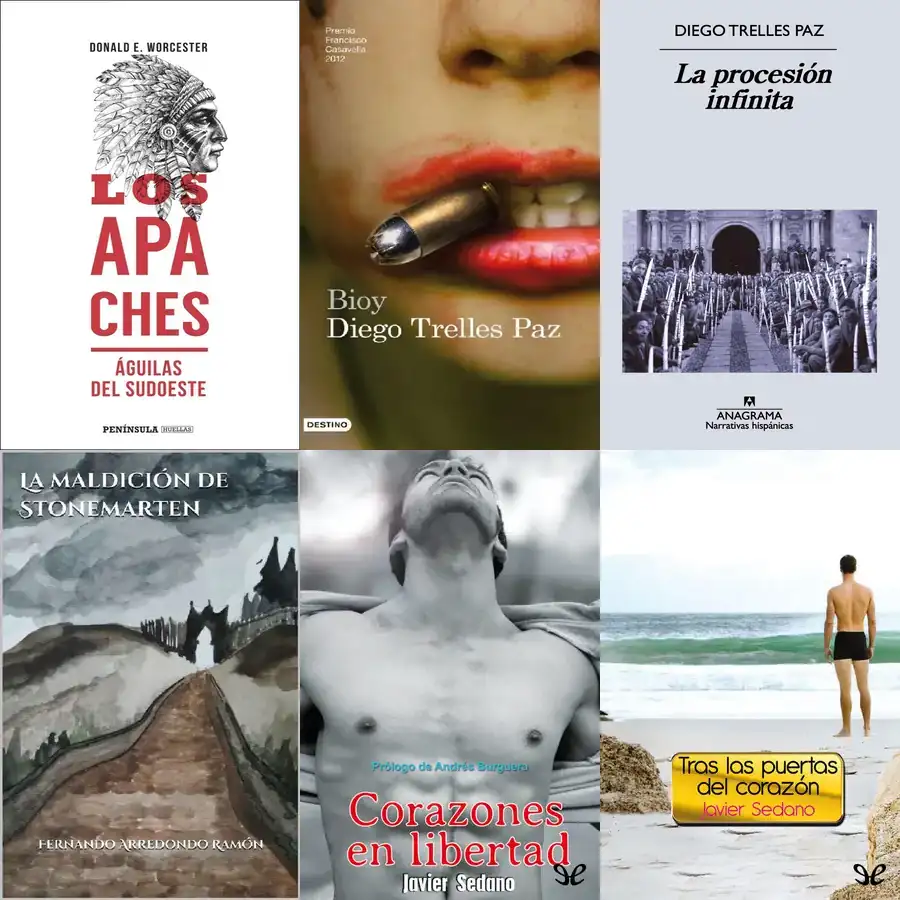 DONALD E. WORCESTER
LOS
APA
CHES
ÁGUILAS
DEL SUDOESTE
PENÍNSULA HUELLAS
Premio
Francisco
Casavella
2012
Bioy
Diego Trelles Paz
DESTINO
DIEGO TRELLES PAZ
La procesión
infinita
ANAGRAMA
Narrativas hispánicas
LA MALDICIÓN DE
STONEMARTEN
FERNANDO ARREDONDO RAMÓN
Prólogo de Andrés Burguera
Corazones
en libertad
Javier Sedano
Tras las puertas
del corazón
Javier Sedano